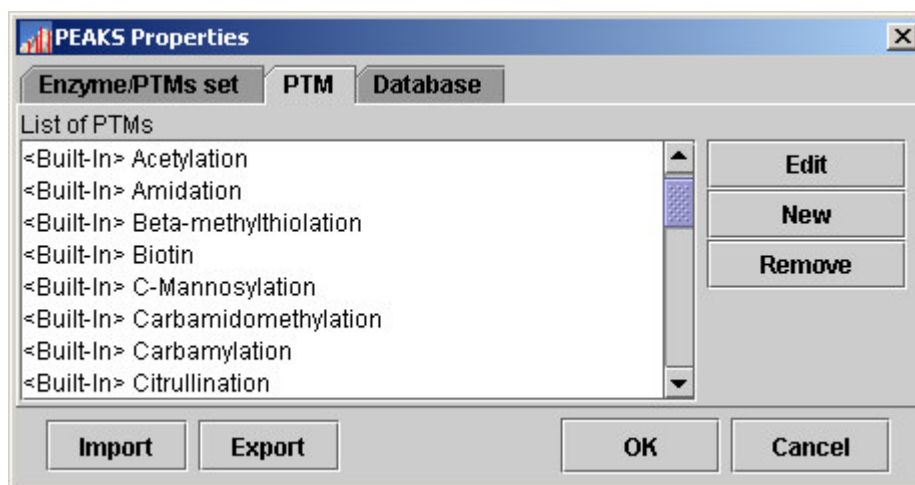 PEAKS Properties
Enzyme/PTMs set PTM Database
List of PTMs
<Built-In> Acetylation
<Built-In> Amidation
<Built-In> Beta-methylthiolation
<Built-In> Biotin
<Built-In> C-Mannosylation
<Built-In> Carbamidomethylation
<Built-In> Carbamylation
<Built-In> Citrullination
Edit
New
Remove
Import Export OK Cancel